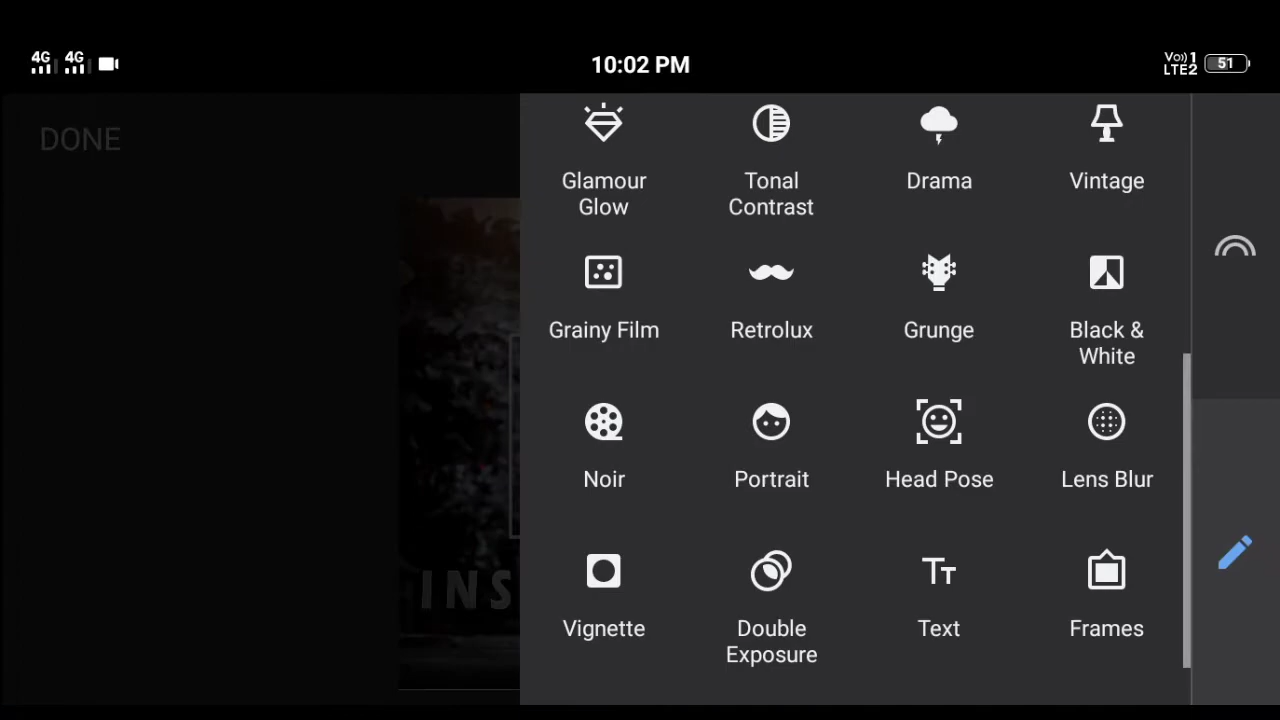 4G 4G 10:02 PM Vo)) 1 LTE2 51
DONE
Glamour Glow
Tonal Contrast
Drama
Vintage
Grainy Film
Retrolux
Grunge
Black & White
Noir
Portrait
Head Pose
Lens Blur
INS
Vignette
Double Exposure
Text
Frames